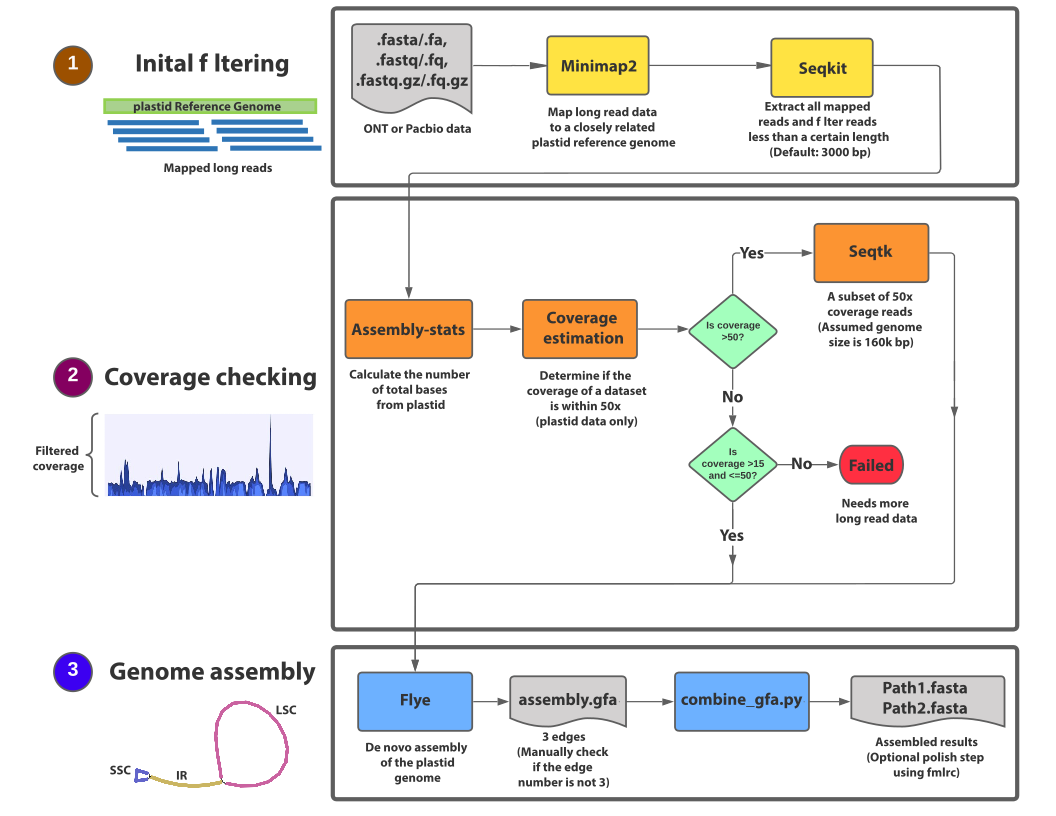 1
Inital f ltering
plastid Reference Genome
Mapped long reads
.fasta/.fa,
.fastq/.fq,
.fastq.gz/.fq.gz
ONT or Pacbio data
Minimap2
Map long read data
to a closely related
plastid reference genome
Seqkit
Extract all mapped
reads and f lter reads
less than a certain length
(Default: 3000 bp)
2
Coverage checking
Filtered
coverage
Assembly-stats
Calculate the number
of total bases
from plastid
Coverage
estimation
Determine if the
coverage of a dataset
is within 50x
(plastid data only)
Is coverage
>50?
Yes
Seqtk
A subset of 50x
coverage reads
(Assumed genome
size is 160k bp)
No
Is
coverage >15
and <=50?
No
Failed
Needs more
long read data
Yes
3
Genome assembly
LSC
SSC
IR
Flye
De novo assembly
of the plastid
genome
assembly.gfa
3 edges
(Manually check
if the edge
number is not 3)
combine_gfa.py
Path1.fasta
Path2.fasta
Assembled results
(Optional polish step
using fmlrc)